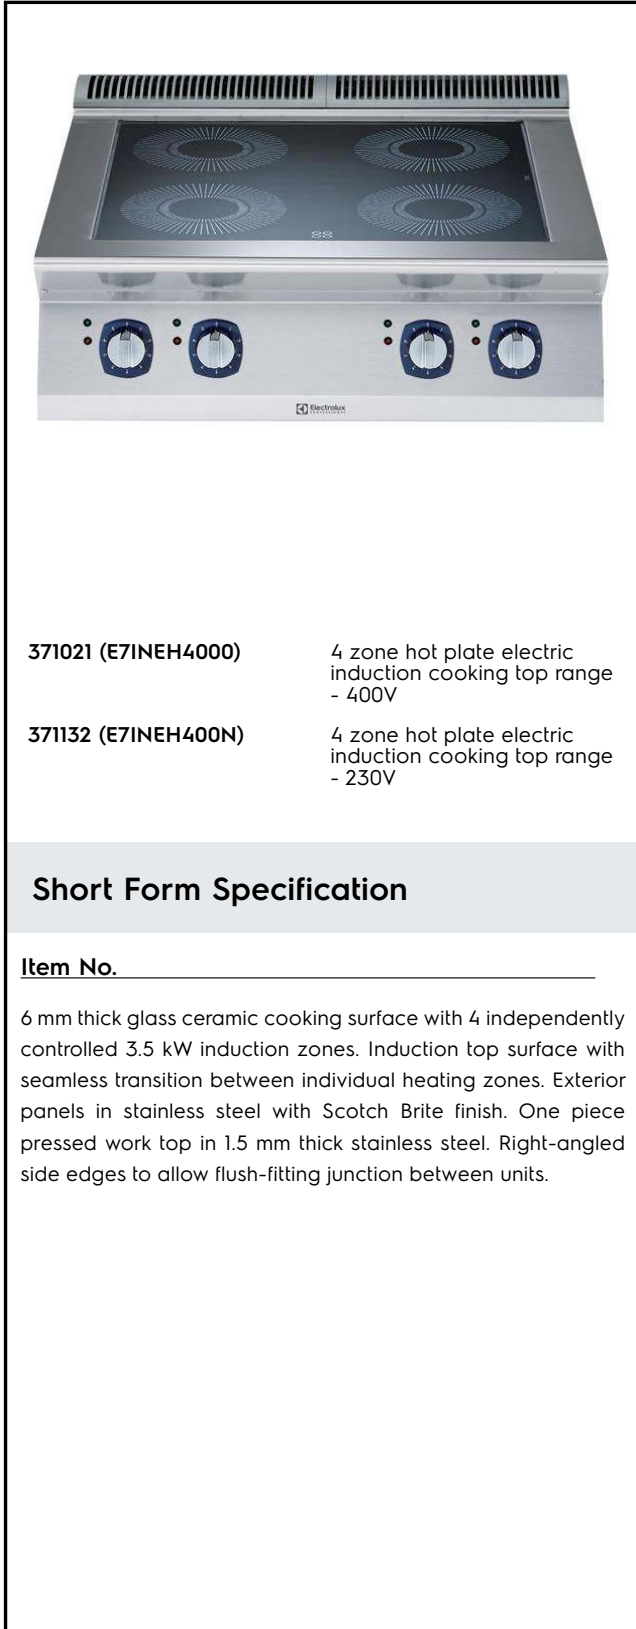 Electrolux
PROFESSIONAL
371021 (E7INEH4000)
4 zone hot plate electric
induction cooking top range
- 400V
371132 (E7INEH400N)
4 zone hot plate electric
induction cooking top range
- 230V
Short Form Specification
Item No.
6 mm thick glass ceramic cooking surface with 4 independently
controlled 3.5 kW induction zones. Induction top surface with
seamless transition between individual heating zones. Exterior
panels in stainless steel with Scotch Brite finish. One piece
pressed work top in 1.5 mm thick stainless steel. Right-angled
side edges to allow flush-fitting junction between units.